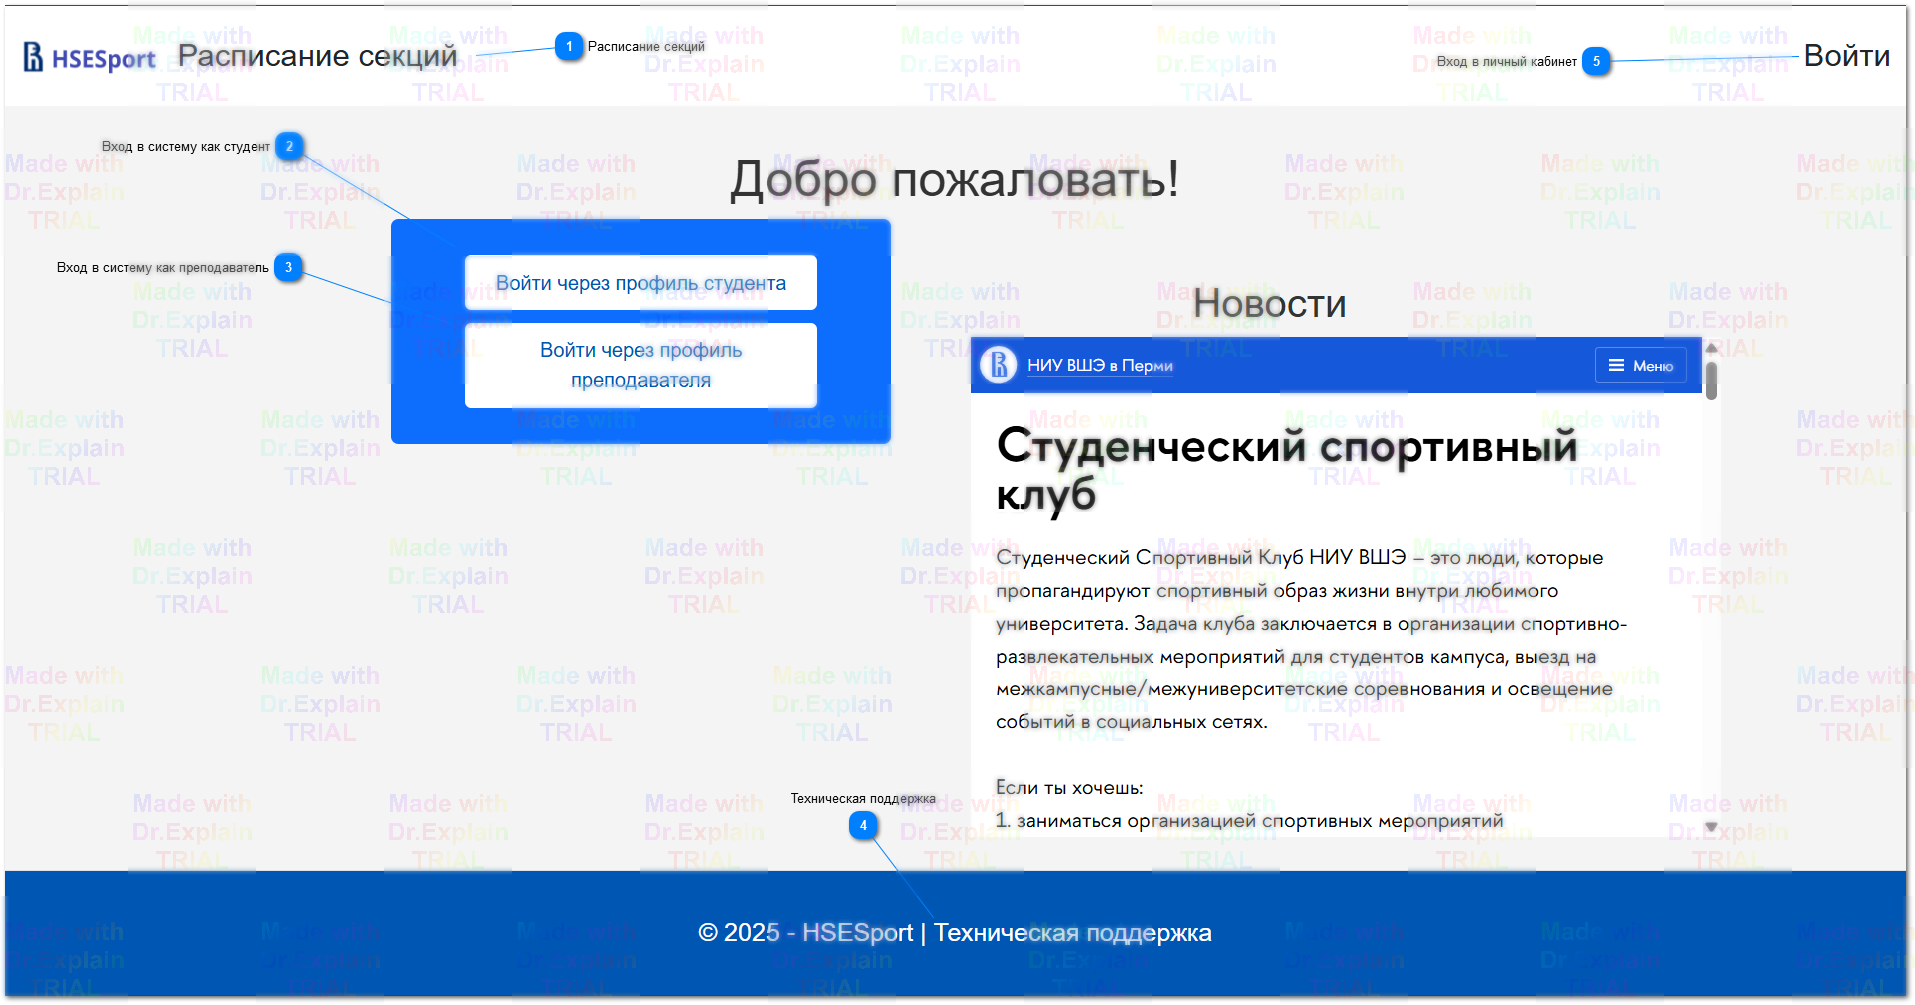 HSESport
Расписание секций
1
Расписание секций
Вход в личный кабинет
5
Войти
Вход в систему как студент
2
Добро пожаловать!
Вход в систему как преподаватель
3
Войти через профиль студента
Войти через профиль
преподавателя
Новости
НИУ ВШЭ в Перми
Меню
Студенческий спортивный
клуб
Студенческий Спортивный Клуб НИУ ВШЭ – это люди, которые
пропагандируют спортивный образ жизни внутри любимого
университета. Задача клуба заключается в организации спортивно-
развлекательных мероприятий для студентов кампуса, выезд на
межкампусные/межуниверситетские соревнования и освещение
событий в социальных сетях.
Если ты хочешь:
1. заниматься организацией спортивных мероприятий
Техническая поддержка
4
© 2025 - HSESport | Техническая поддержка
Made with
Dr.Explain
TRIAL